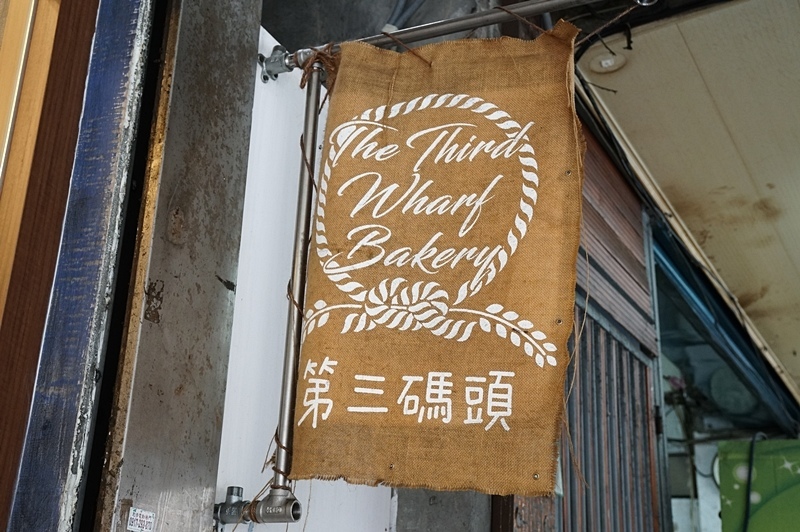 The Third
Wharf
Bakery
第三碼頭